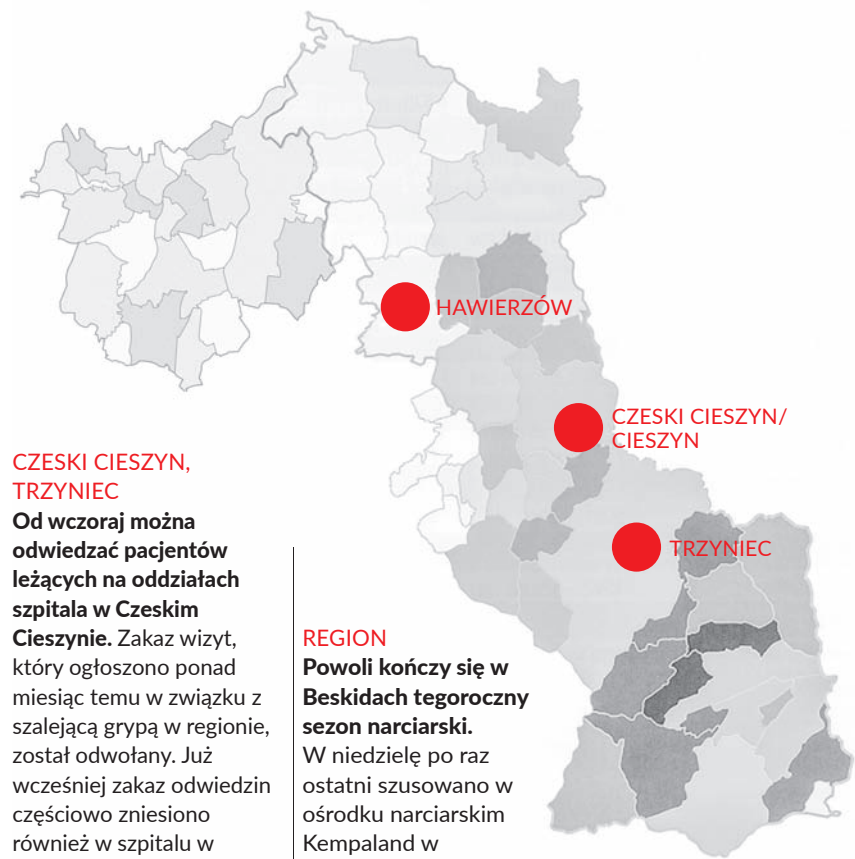 HAWIERZÓW
CZESKI CIESZYN/
CIESZYN
TRZYNIEC
CZESKI CIESZYN,
TRZYNIEC
Od wczoraj można
odwiedzać pacjentów
leżących na oddziałach
szpitala w Czeskim
Cieszynie. Zakaz wizyt,
który ogłoszono ponad
miesiąc temu w związku z
szalejącą grypą w regionie,
został odwołany. Już
wcześniej zakaz odwiedzin
częściowo zniesiono
również w szpitalu w
REGION
Powoli kończy się w
Beskidach tegoroczny
sezon narciarski.
W niedzielę po raz
ostatni szusowano w
ośrodku narciarskim
Kempaland w